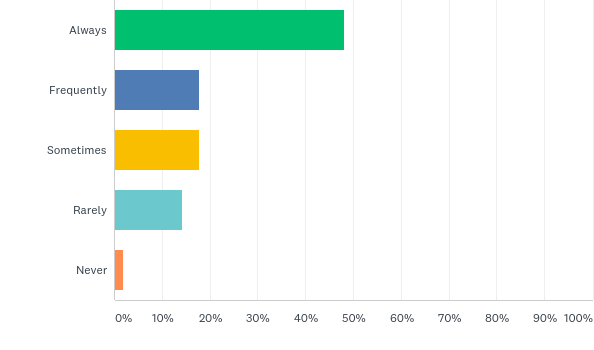 Always
Frequently
Sometimes
Rarely
Never
0% 10% 20% 30% 40% 50% 60% 70% 80% 90% 100%